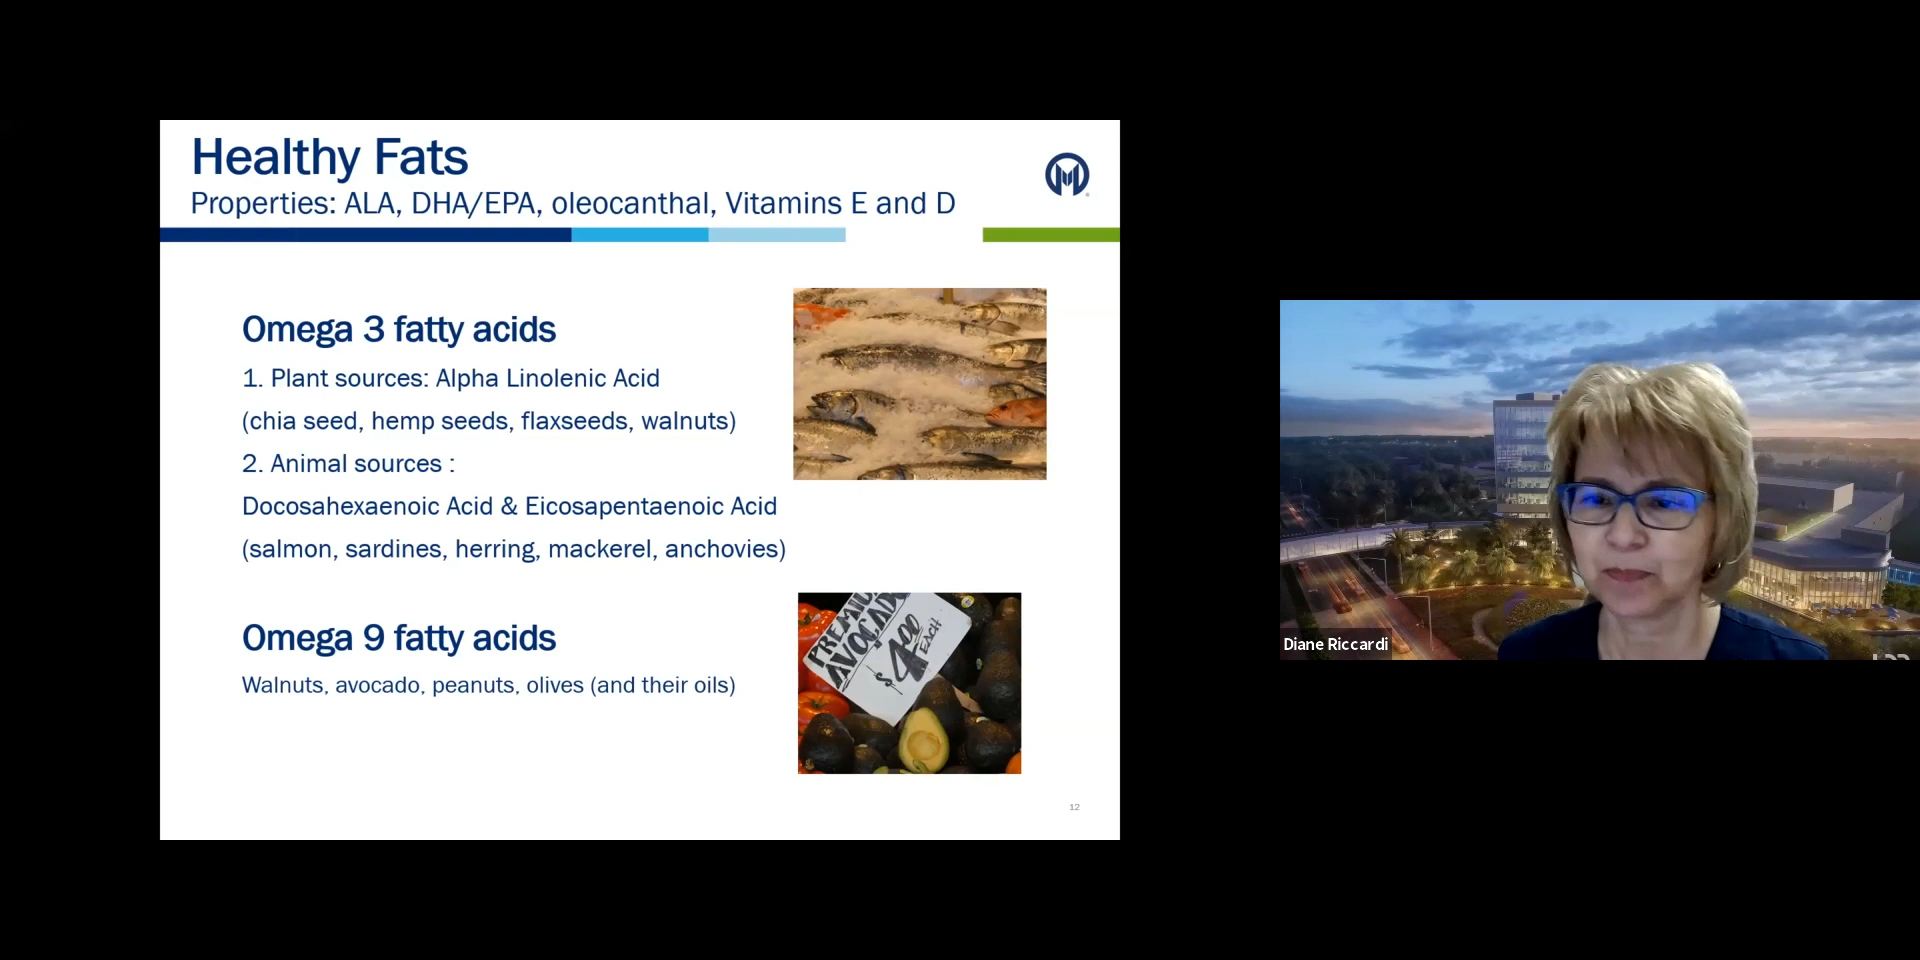 Healthy Fats
Properties: ALA, DHA/EPA, oleocanthal, Vitamins E and D
Omega 3 fatty acids
1. Plant sources: Alpha Linolenic Acid
(chia seed, hemp seeds, flaxseeds, walnuts)
2. Animal sources :
Docosahexaenoic Acid & Eicosapentaenoic Acid
(salmon, sardines, herring, mackerel, anchovies)
Omega 9 fatty acids
Walnuts, avocado, peanuts, olives (and their oils)
$4.00
EACH
12
Diane Riccardi